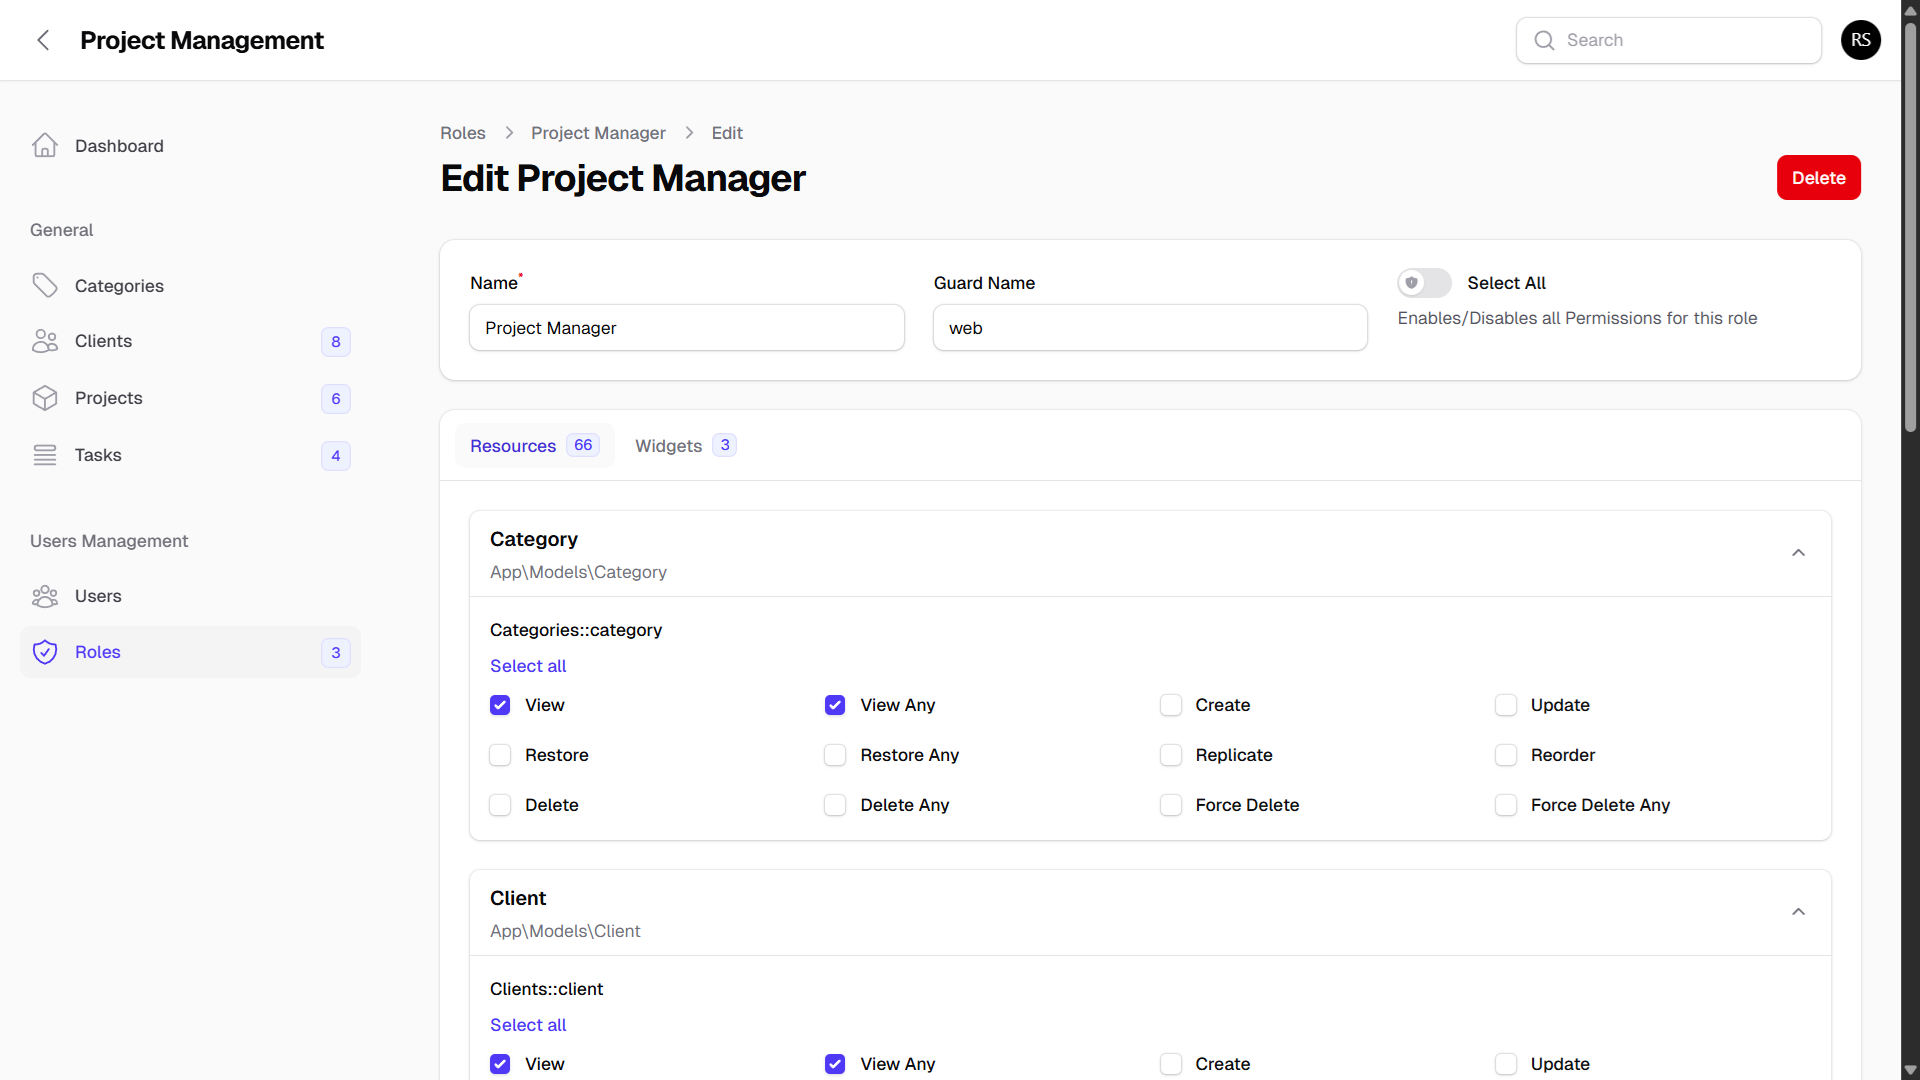 Project Management
Search
RS
Dashboard
General
Categories
Clients 8
Projects 6
Tasks 4
Users Management
Users
Roles 3
Roles > Project Manager > Edit
Edit Project Manager
Delete
Name* Guard Name Select All
Project Manager web Enables/Disables all Permissions for this role
Resources 66 Widgets 3
Category
App\Models\Category
Categories::category
Select all
View View Any Create Update
Restore Restore Any Replicate Reorder
Delete Delete Any Force Delete Force Delete Any
Client
App\Models\Client
Clients::client
Select all
View View Any Create Update